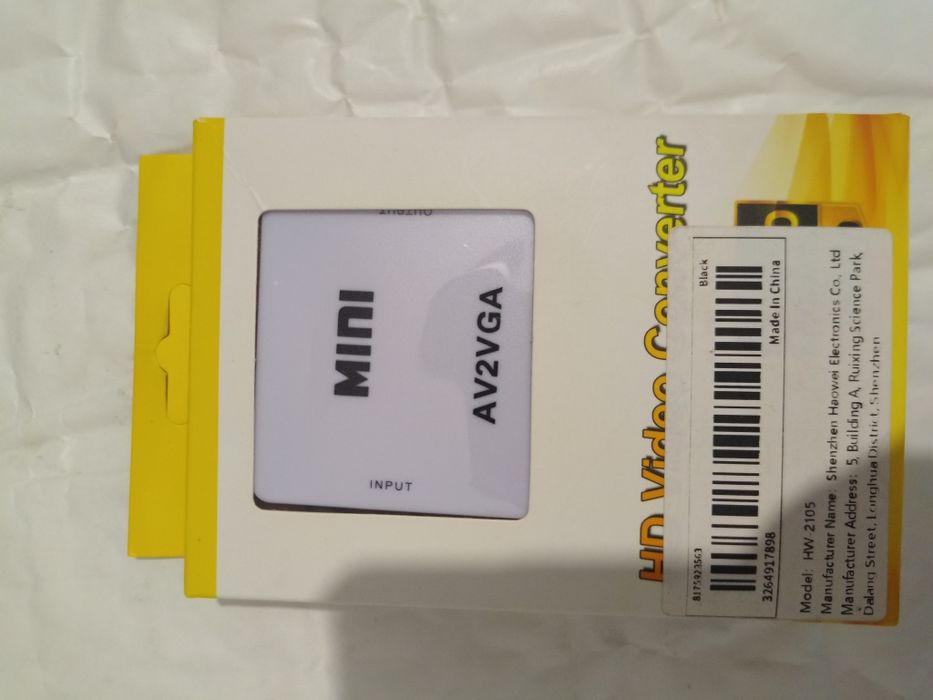 OUTPUT
MINI
AV2VGA
INPUT
HD Video Converter
Black
8175923563
3264917898
Made In China
Model: HW-2105
Manufacturer Name: Shenzhen Haowei Electronics Co., Ltd
Manufacturer Address: 5, Building A, Ruixing Science Park,
Dalang Street, Longhua District, Shenzhen